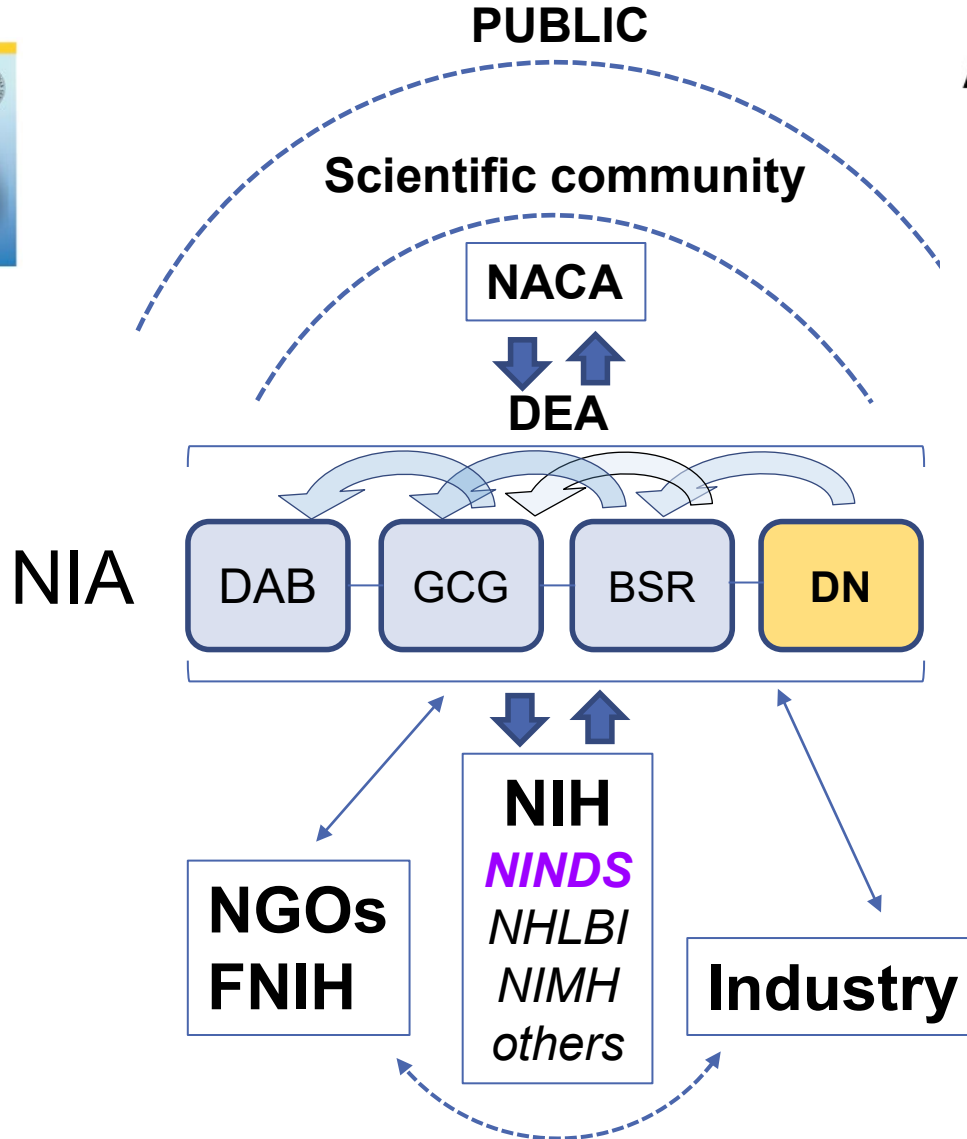 PUBLIC
Scientific community
NACA
DEA
NIA
DAB
GCG
BSR
DN
NIH
NINDS
NHLBI
NIMH
others
NGOs
FNIH
Industry